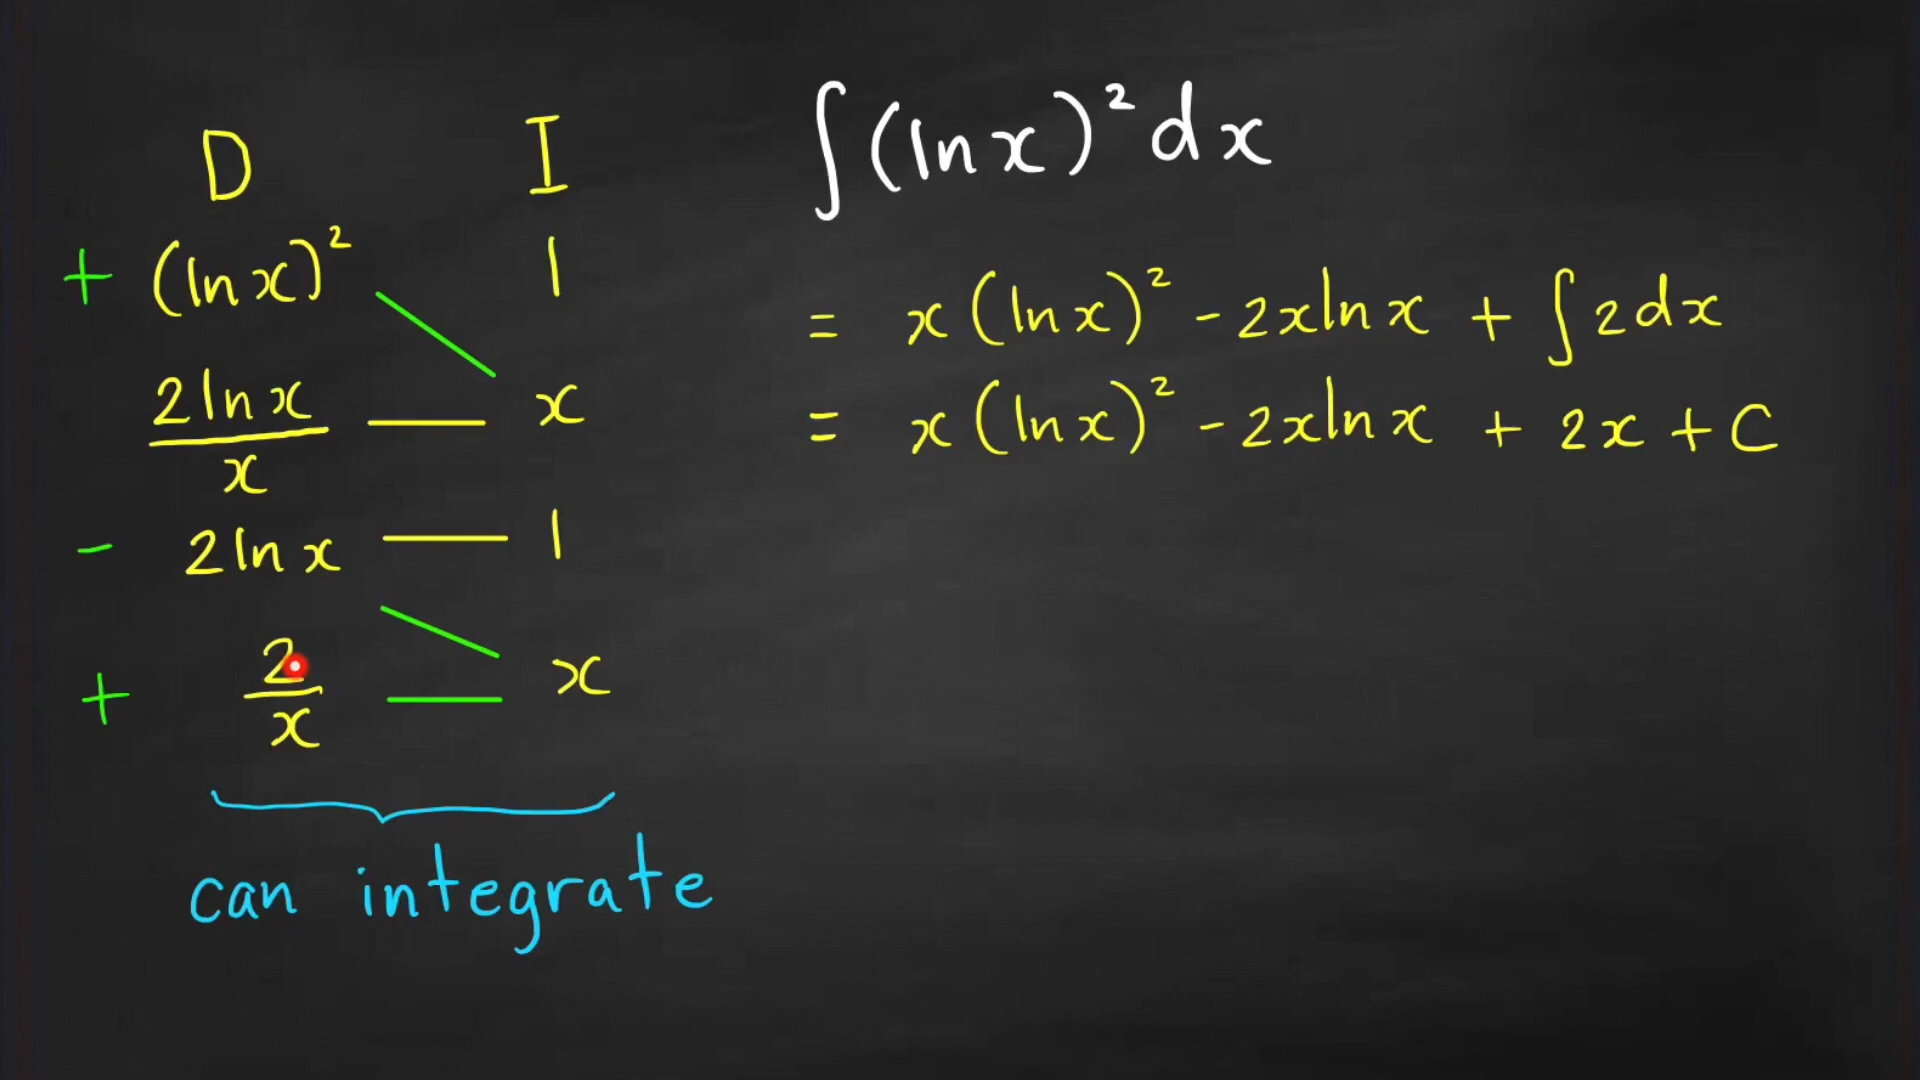 D I
+ (ln x)² 1
2 ln x / x — x
- 2 ln x — 1
+ 2/x — x
can integrate
∫(ln x)² dx
= x(ln x)² - 2x ln x + ∫2dx
= x(ln x)² - 2x ln x + 2x + C